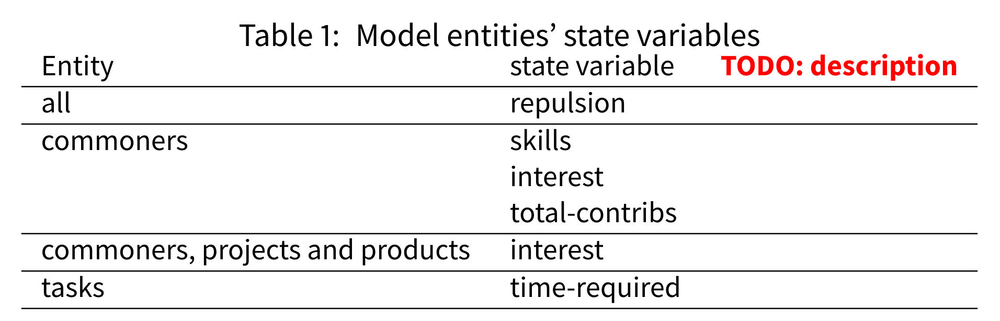 Table 1: Model entities’ state variables
Entity state variable TODO: description
all repulsion
commoners skills
interest
total-contribs
commoners, projects and products interest
tasks time-required